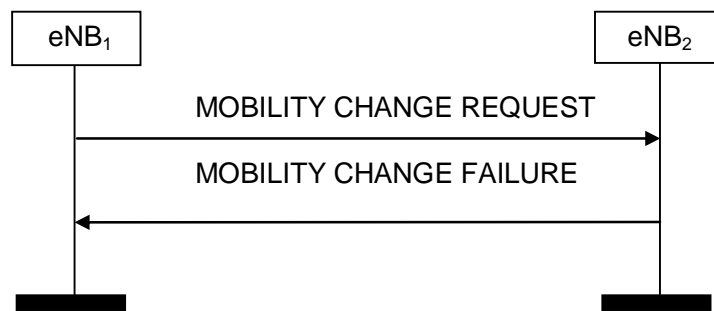 eNB₁
eNB₂
MOBILITY CHANGE REQUEST
MOBILITY CHANGE FAILURE